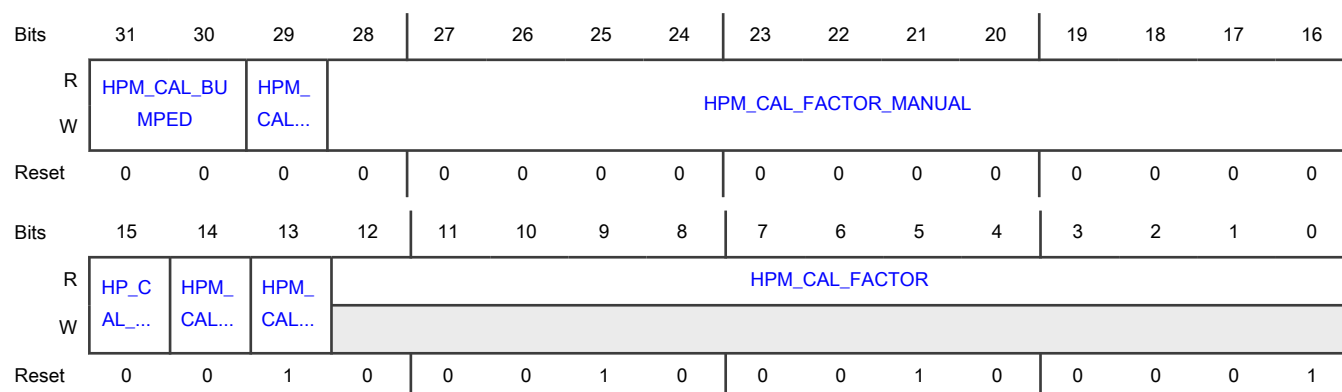 Bits 31 30 29 28 27 26 25 24 23 22 21 20 19 18 17 16
R
HPM_CAL_BU
MPED
HPM_
CAL...
HPM_CAL_FACTOR_MANUAL
W
Reset 0 0 0 0 0 0 0 0 0 0 0 0 0 0 0 0
Bits 15 14 13 12 11 10 9 8 7 6 5 4 3 2 1 0
R
HP_C
AL_...
HPM_
CAL...
HPM_
CAL...
HPM_CAL_FACTOR
W
Reset 0 0 1 0 0 0 1 0 0 0 1 0 0 0 0 1